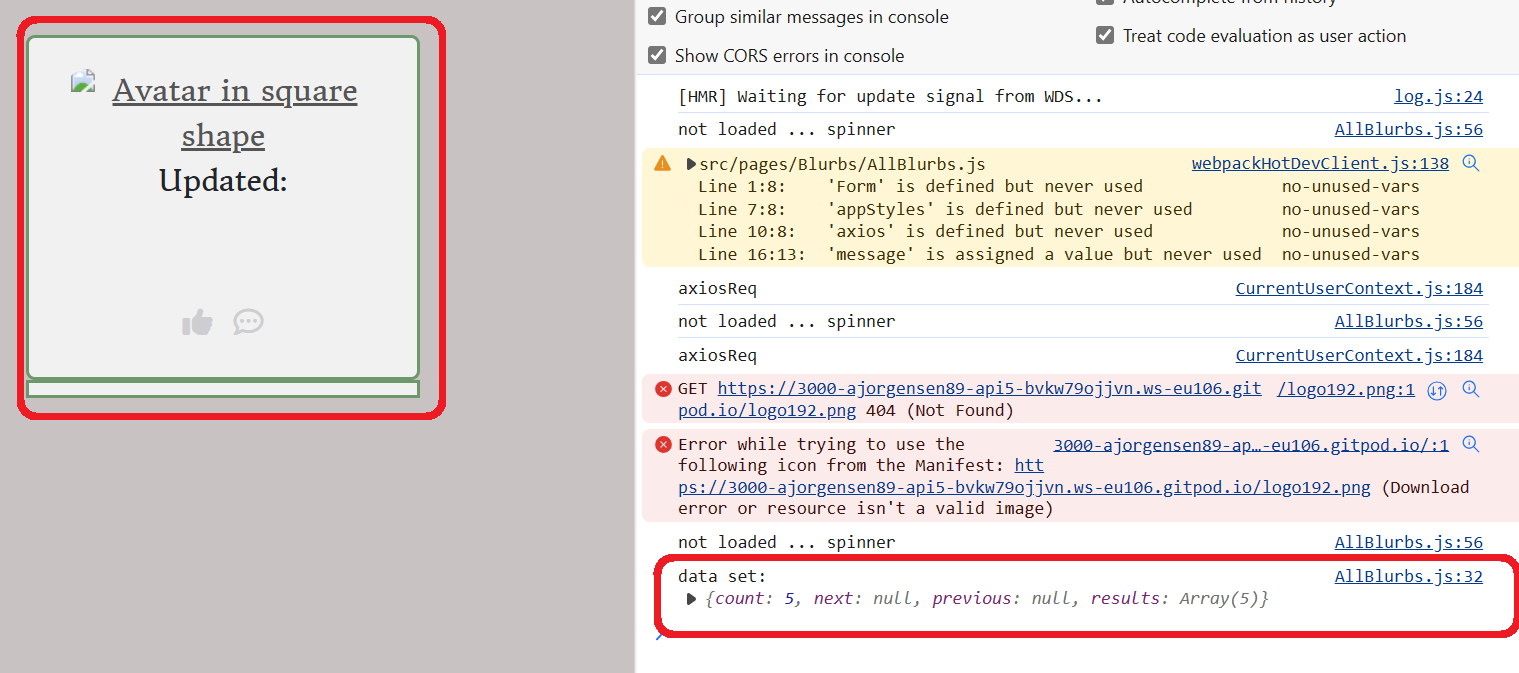 Avatar in square
shape
Updated:
Group similar messages in console
Autocomplete from history
Show CORS errors in console
Treat code evaluation as user action
[HMR] Waiting for update signal from WDS... log.js:24
not loaded ... spinner AllBlurbs.js:56
src/pages/Blurbs/AllBlurbs.js webpackHotDevClient.js:138
Line 1:8: 'Form' is defined but never used no-unused-vars
Line 7:8: 'appStyles' is defined but never used no-unused-vars
Line 10:8: 'axios' is defined but never used no-unused-vars
Line 16:13: 'message' is assigned a value but never used no-unused-vars
axiosReq CurrentUserContext.js:184
not loaded ... spinner AllBlurbs.js:56
axiosReq CurrentUserContext.js:184
GET https://3000-ajorgensen89-api5-bvkw79ojjvn.ws-eu106.git /logo192.png:1
pod.io/logo192.png 404 (Not Found)
Error while trying to use the 3000-ajorgensen89-ap…-eu106.gitpod.io/:1
following icon from the Manifest: htt
ps://3000-ajorgensen89-api5-bvkw79ojjvn.ws-eu106.gitpod.io/logo192.png (Download
error or resource isn't a valid image)
not loaded ... spinner AllBlurbs.js:56
data set: AllBlurbs.js:32
{count: 5, next: null, previous: null, results: Array(5)}